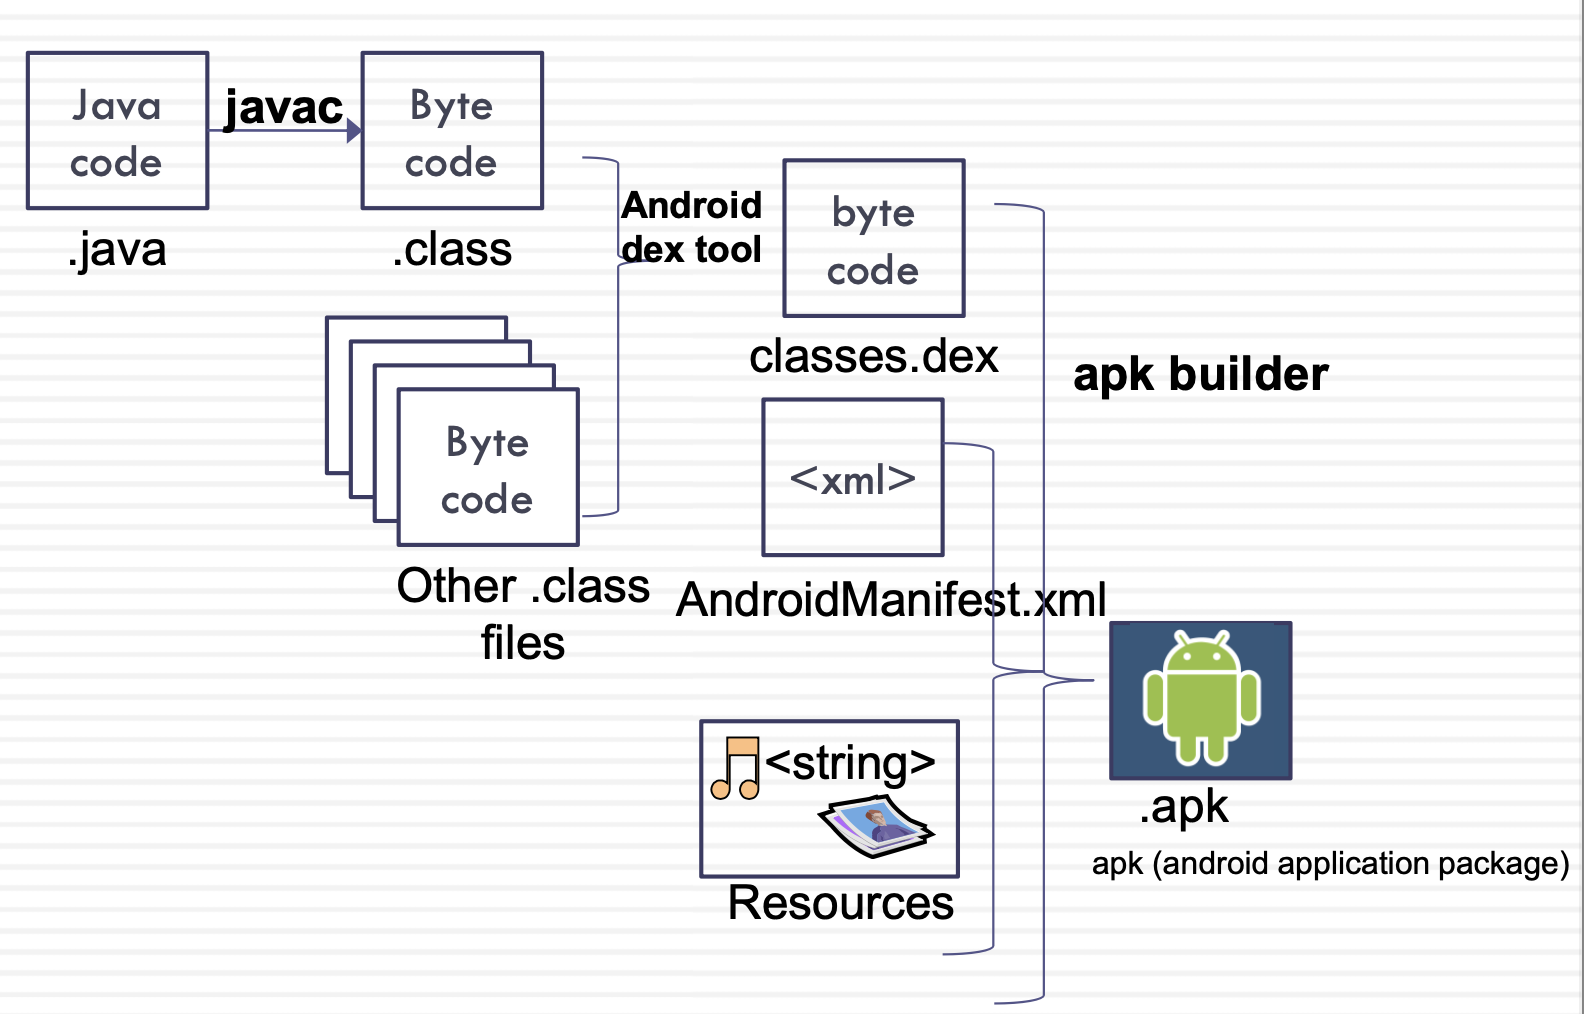 Java
code
javac
Byte
code
.java
.class
Android
dex tool
byte
code
classes.dex
apk builder
Byte
code
Other .class
files
<xml>
AndroidManifest.xml
<string>
Resources
.apk
apk (android application package)